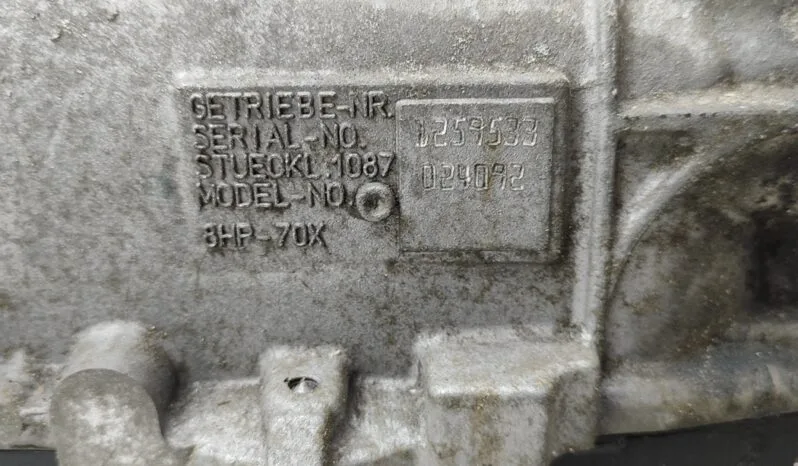 GETRIEBE-NR.
SERIAL-NO. 1259533
STUECKL.1087 024092
MODEL-NO.
8HP-70X